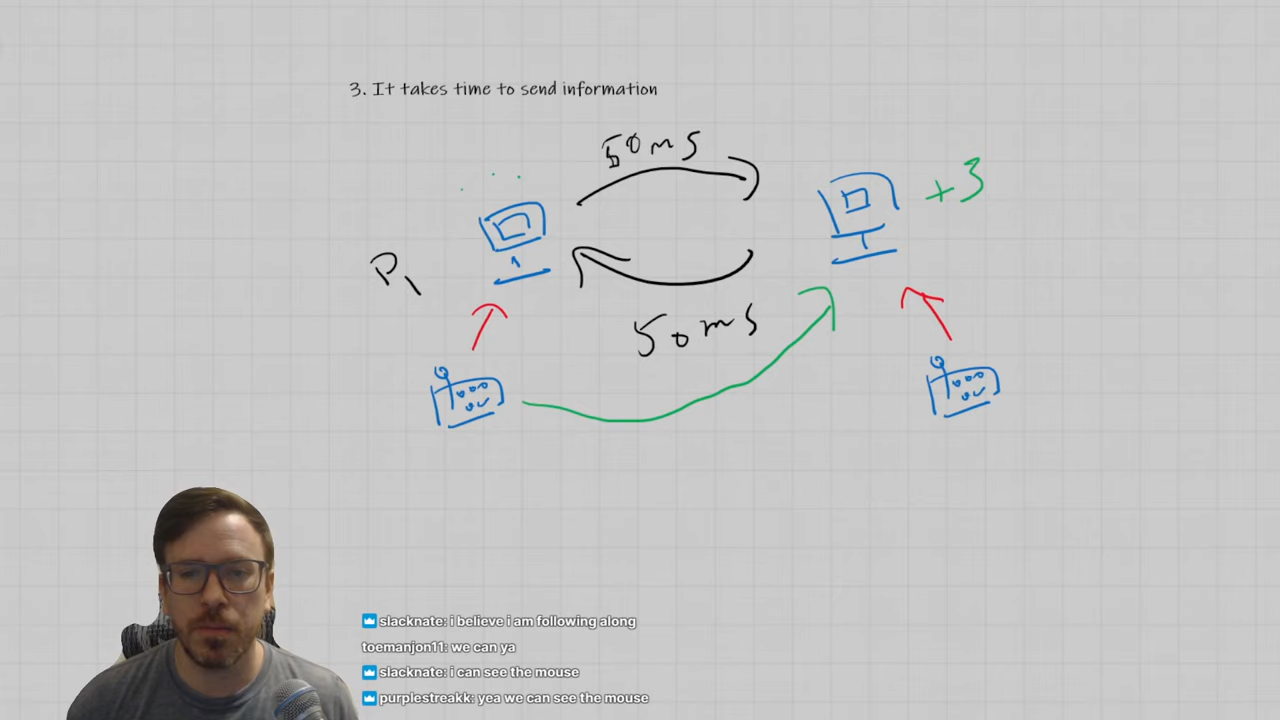 3. It takes time to send information
50ms
+3
P1
50ms
slacknate: i believe i am following along
toemanjon11: we can ya
slacknate: i can see the mouse
purplestreakk: yea we can see the mouse